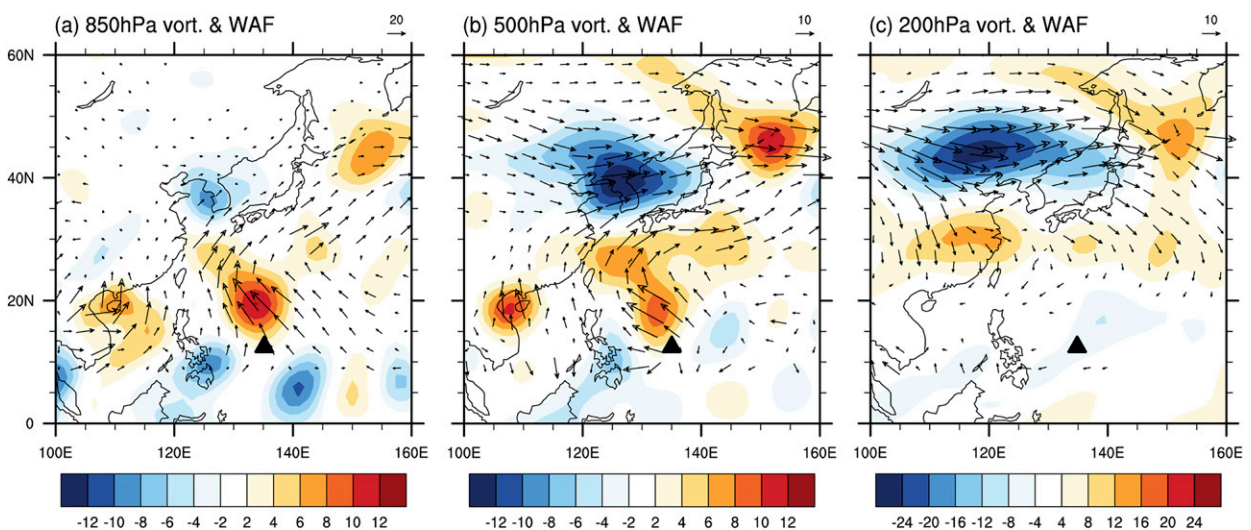 (a) 850hPa vort. & WAF
20
(b) 500hPa vort. & WAF
10
(c) 200hPa vort. & WAF
10
60N
40N
20N
0
100E 120E 140E 160E
100E 120E 140E 160E
100E 120E 140E 160E
-12 -10 -8 -6 -4 -2 2 4 6 8 10 12
-12 -10 -8 -6 -4 -2 2 4 6 8 10 12
-24 -20 -16 -12 -8 -4 4 8 12 16 20 24